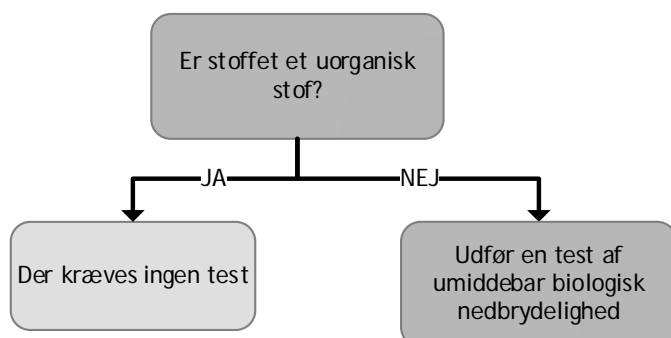 Er stoffet et uorganisk
stof?
JA
NEJ
Der kræves ingen test
Udfør en test af
umiddebar biologisk
nedbrydelighed